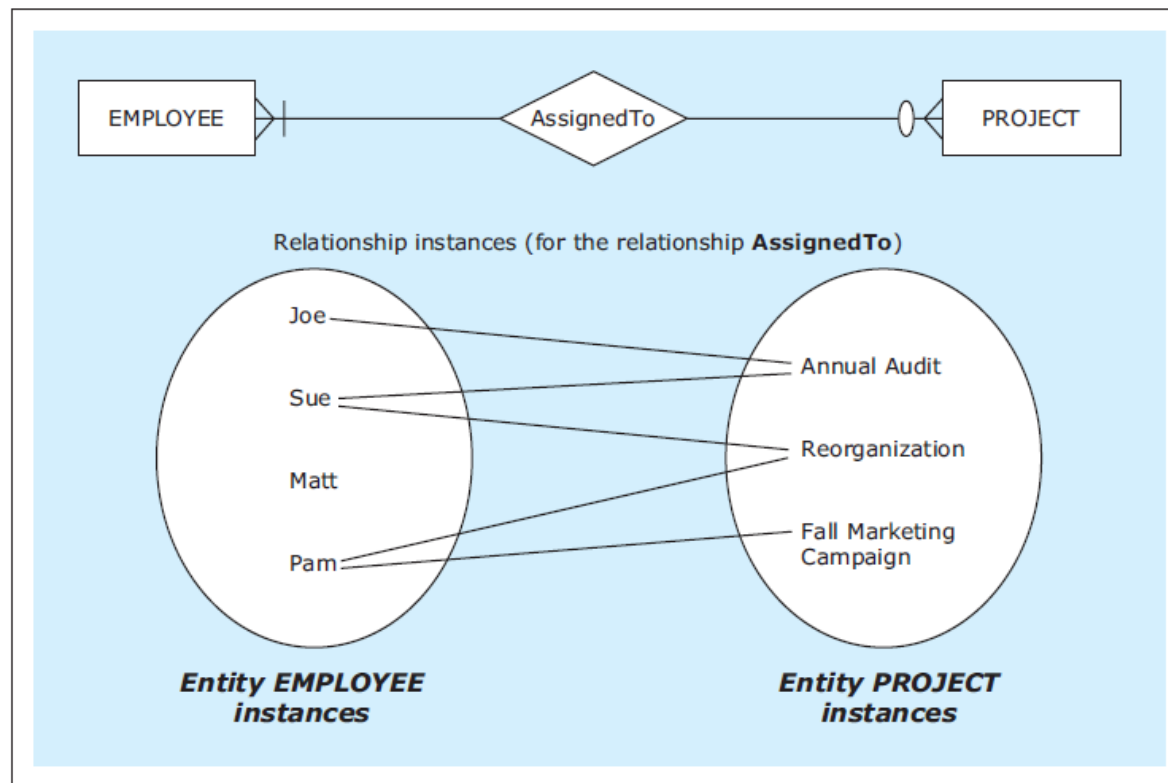 EMPLOYEE
AssignedTo
PROJECT
Relationship instances (for the relationship AssignedTo)
Joe
Sue
Matt
Pam
Annual Audit
Reorganization
Fall Marketing
Campaign
Entity EMPLOYEE
instances
Entity PROJECT
instances